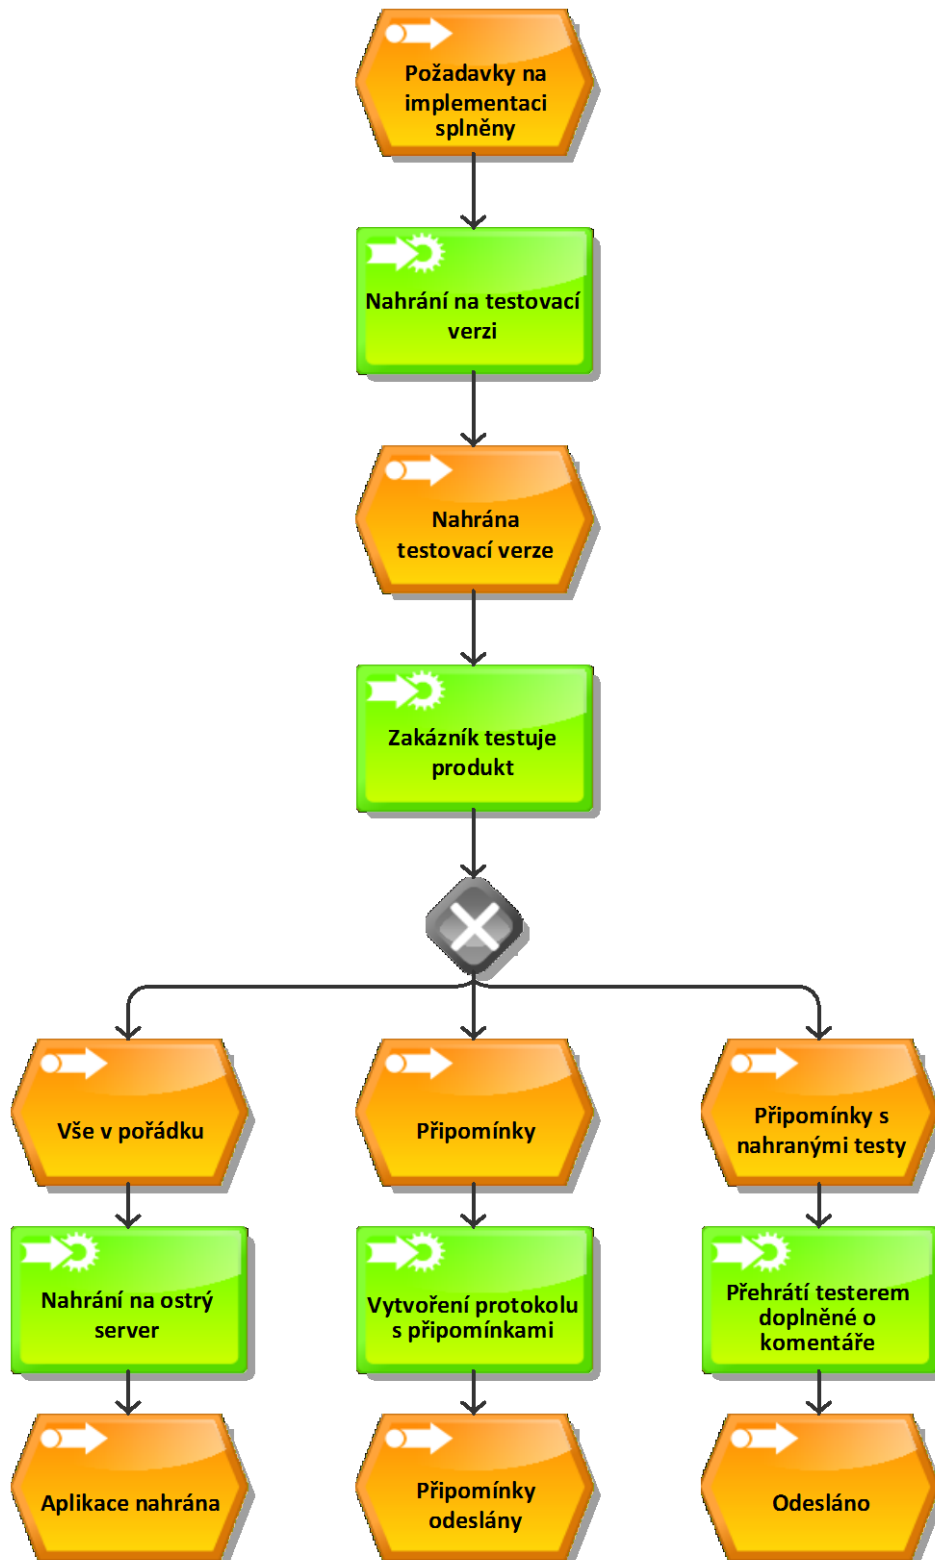 Požadavky na
implementaci
splněny
Nahrání na testovací
verzi
Nahrána
testovací verze
Zakázník testuje
produkt
Vše v pořádku
Připomínky
Připomínky s
nahranými testy
Nahrání na ostrý
server
Vytvoření protokolu
s připomínkami
Přehrátí testerem
doplněné o
komentáře
Aplikace nahrána
Připomínky
odeslány
Odesláno